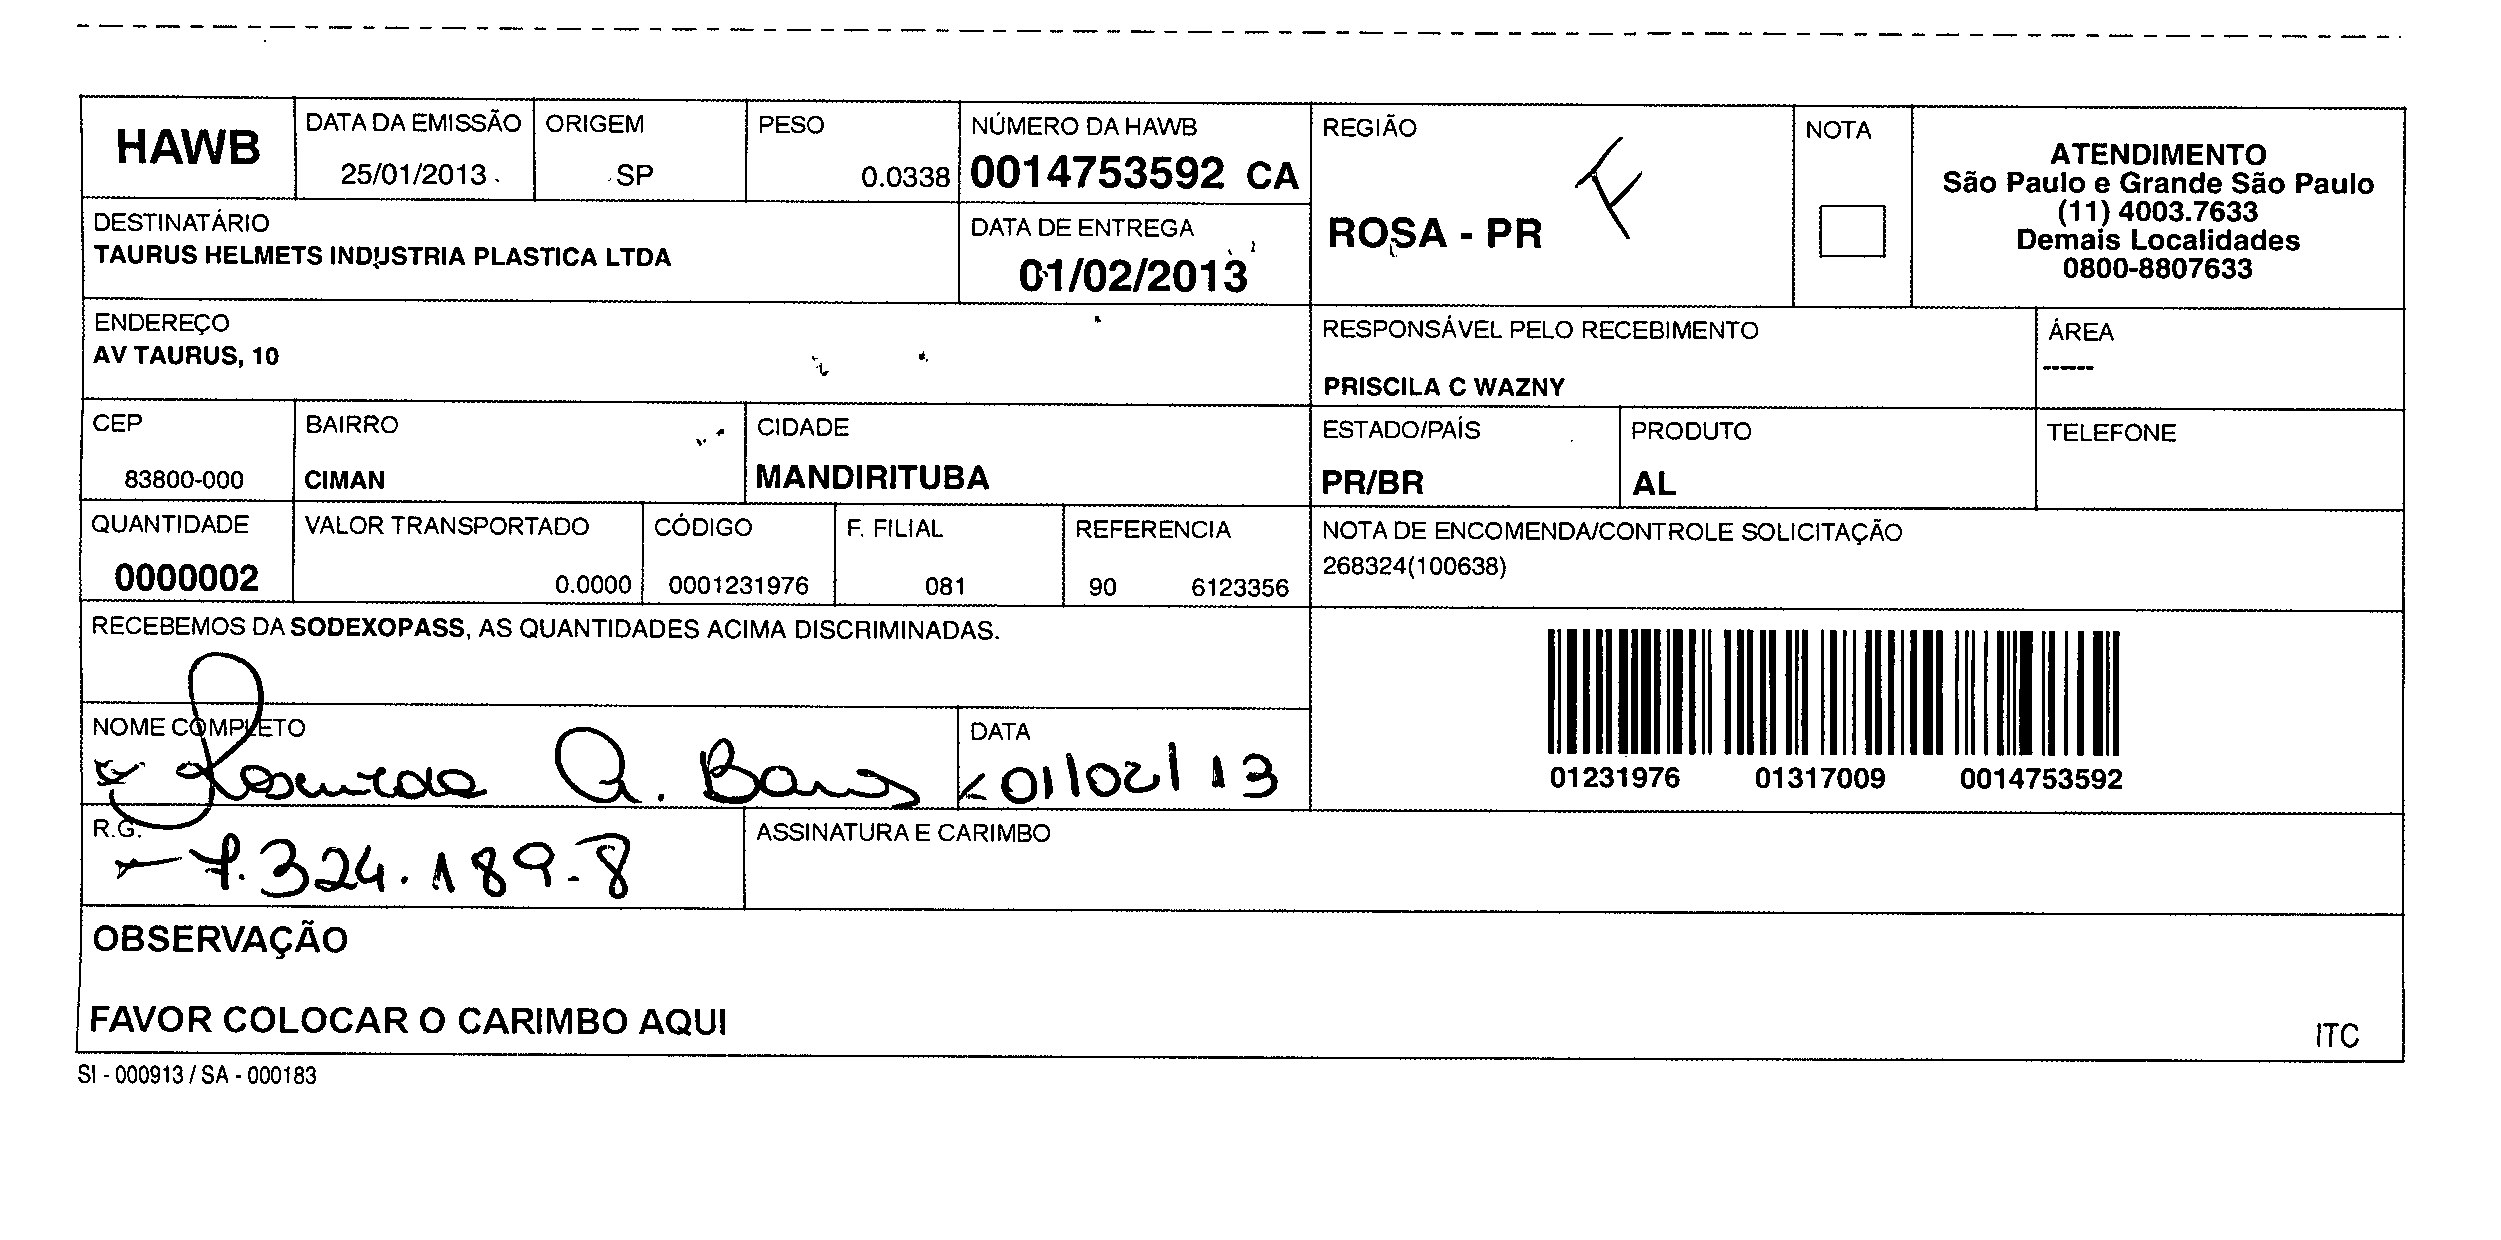 HAWB
DATA DA EMISSÃO
25/01/2013
ORIGEM
SP
PESO
0.0338
NÚMERO DA HAWB
0014753592 CA
REGIÃO
ROSA - PR
NOTA
ATENDIMENTO
São Paulo e Grande São Paulo
(11) 4003.7633
Demais Localidades
0800-8807633
DESTINATÁRIO
TAURUS HELMETS INDUSTRIA PLASTICA LTDA
DATA DE ENTREGA
01/02/2013
ENDEREÇO
AV TAURUS, 10
RESPONSÁVEL PELO RECEBIMENTO
PRISCILA C WAZNY
ÁREA
------
CEP
83800-000
BAIRRO
CIMAN
CIDADE
MANDIRITUBA
ESTADO/PAÍS
PR/BR
PRODUTO
AL
TELEFONE
QUANTIDADE
0000002
VALOR TRANSPORTADO
0.0000
CÓDIGO
0001231976
F. FILIAL
081
REFERENCIA
90 6123356
NOTA DE ENCOMENDA/CONTROLE SOLICITAÇÃO
268324(100638)
RECEBEMOS DA SODEXOPASS, AS QUANTIDADES ACIMA DISCRIMINADAS.
01231976 01317009 0014753592
NOME COMPLETO
DATA
01/02/13
R.G.
7.324.189-8
ASSINATURA E CARIMBO
OBSERVAÇÃO
FAVOR COLOCAR O CARIMBO AQUI
ITC
SI - 000913 / SA - 000183